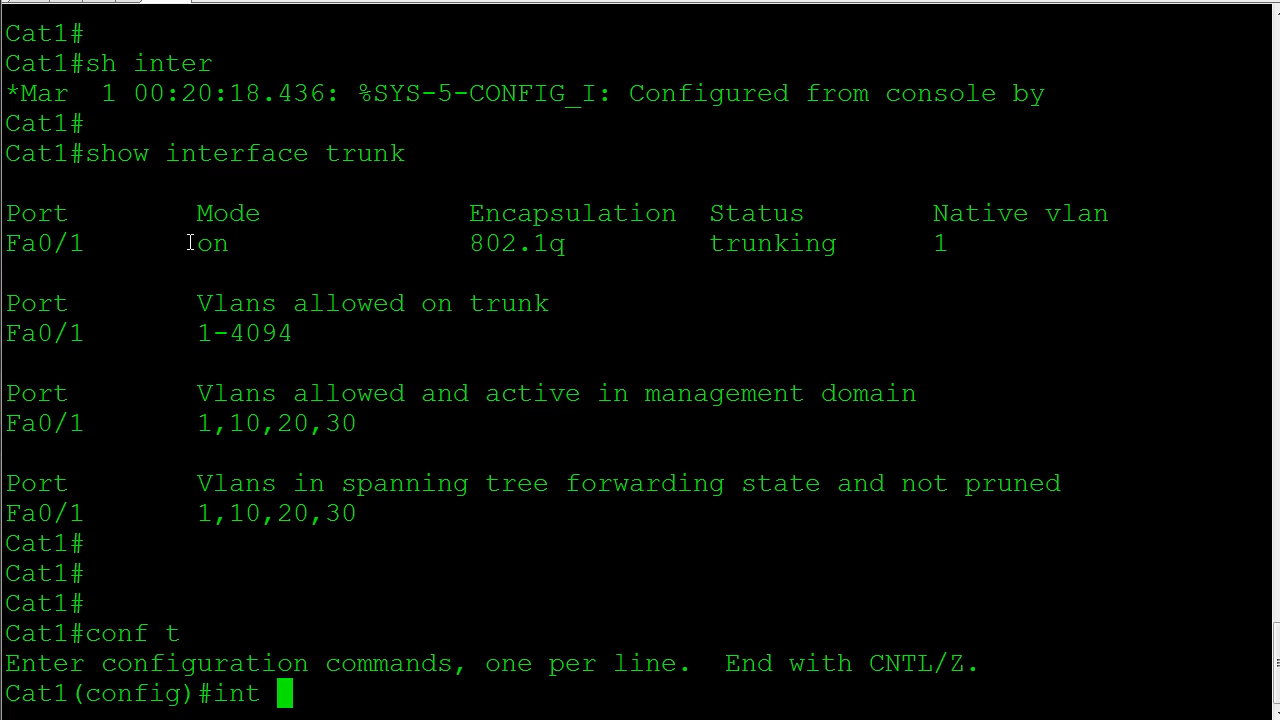 Cat1#
Cat1#sh inter
*Mar  1 00:20:18.436: %SYS-5-CONFIG_I: Configured from console by
Cat1#
Cat1#show interface trunk
Port        Mode             Encapsulation  Status        Native vlan
Fa0/1       on               802.1q         trunking      1
Port        Vlans allowed on trunk
Fa0/1       1-4094
Port        Vlans allowed and active in management domain
Fa0/1       1,10,20,30
Port        Vlans in spanning tree forwarding state and not pruned
Fa0/1       1,10,20,30
Cat1#
Cat1#
Cat1#
Cat1#conf t
Enter configuration commands, one per line.  End with CNTL/Z.
Cat1(config)#int